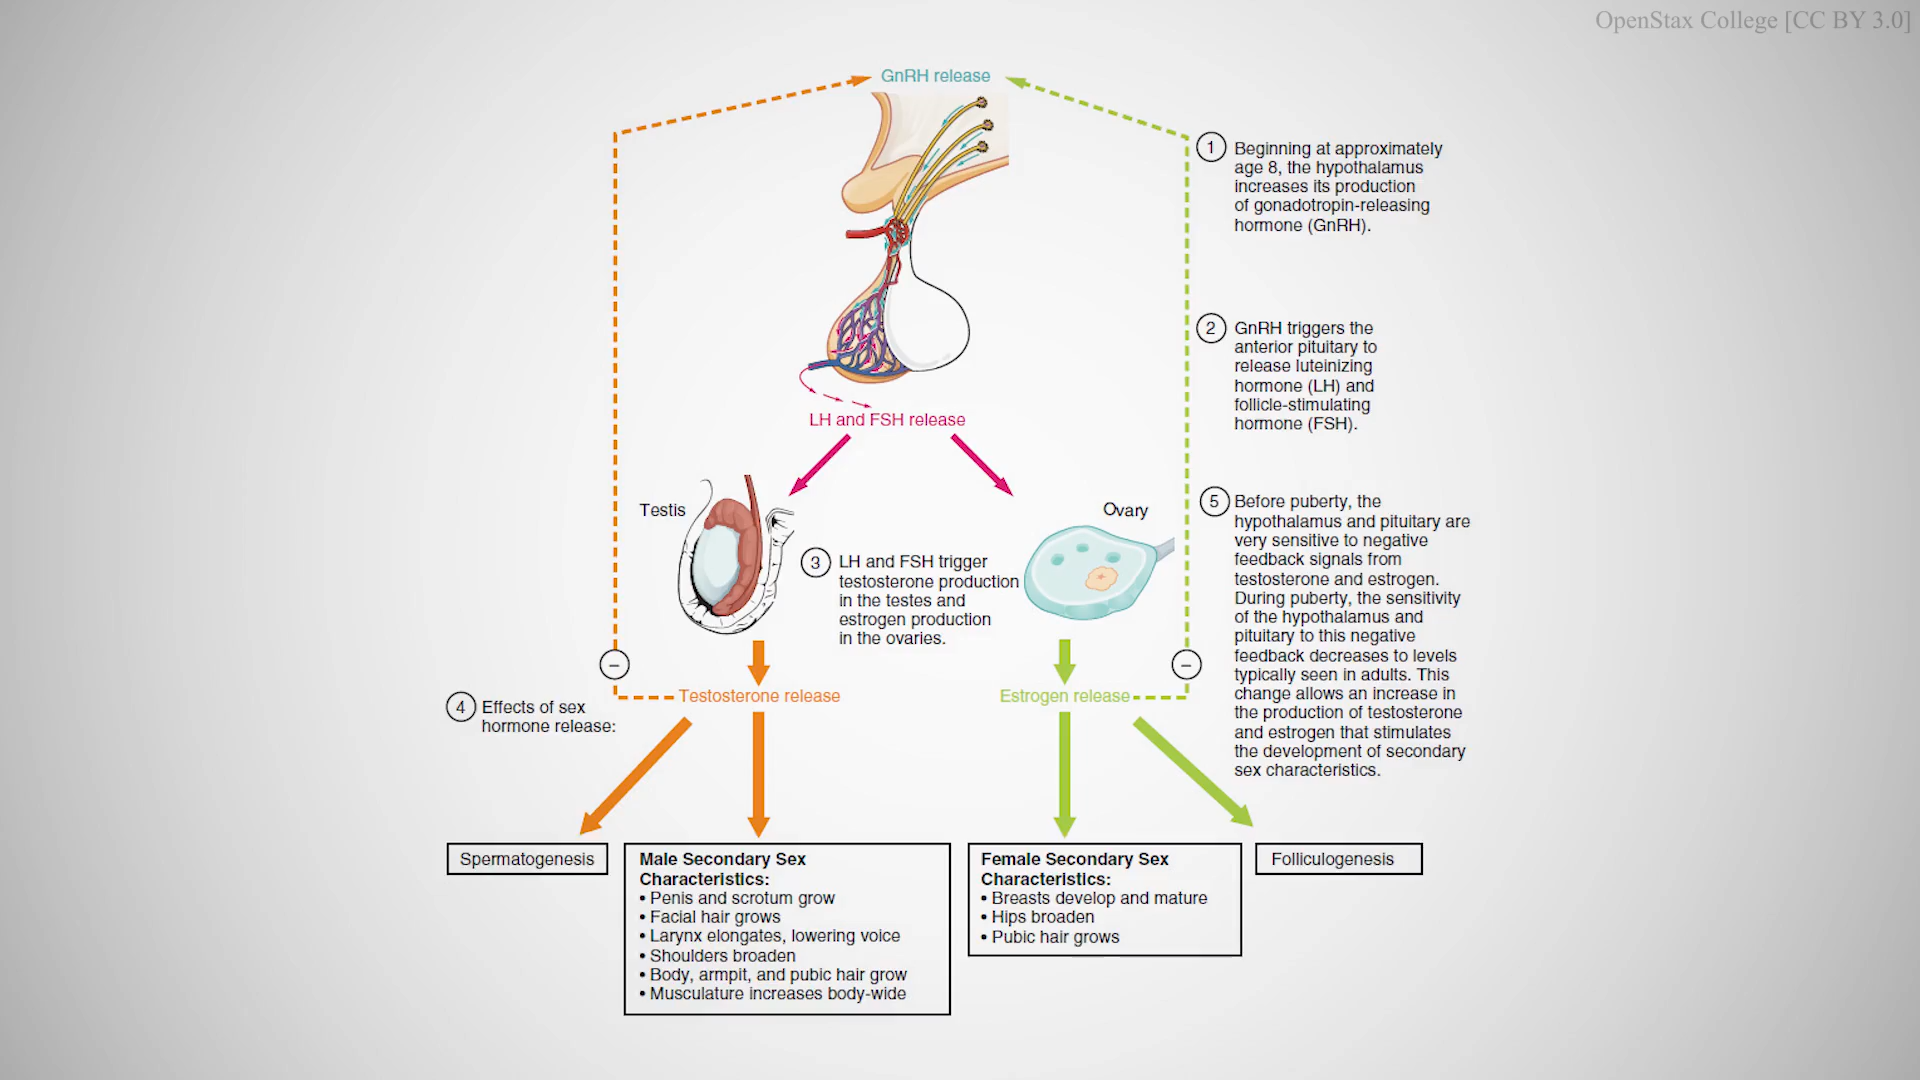 OpenStax College [CC BY 3.0]
GnRH release
1
Beginning at approximately
age 8, the hypothalamus
increases its production
of gonadotropin-releasing
hormone (GnRH).
2
GnRH triggers the
anterior pituitary to
release luteinizing
hormone (LH) and
follicle-stimulating
hormone (FSH).
LH and FSH release
Testis
Ovary
3
LH and FSH trigger
testosterone production
in the testes and
estrogen production
in the ovaries.
5
Before puberty, the
hypothalamus and pituitary are
very sensitive to negative
feedback signals from
testosterone and estrogen.
During puberty, the sensitivity
of the hypothalamus and
pituitary to this negative
feedback decreases to levels
typically seen in adults. This
change allows an increase in
the production of testosterone
and estrogen that stimulates
the development of secondary
sex characteristics.
–
–
Testosterone release
Estrogen release
4
Effects of sex
hormone release:
Spermatogenesis
Male Secondary Sex
Characteristics:
• Penis and scrotum grow
• Facial hair grows
• Larynx elongates, lowering voice
• Shoulders broaden
• Body, armpit, and pubic hair grow
• Musculature increases body-wide
Female Secondary Sex
Characteristics:
• Breasts develop and mature
• Hips broaden
• Pubic hair grows
Folliculogenesis